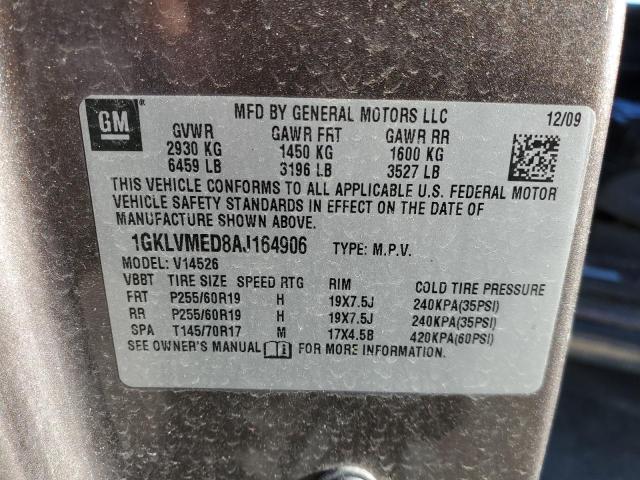 GM
MFD BY GENERAL MOTORS LLC 12/09
GVWR GAWR FRT GAWR RR
2930 KG 1450 KG 1600 KG
6459 LB 3196 LB 3527 LB
THIS VEHICLE CONFORMS TO ALL APPLICABLE U.S. FEDERAL MOTOR
VEHICLE SAFETY STANDARDS IN EFFECT ON THE DATE OF
MANUFACTURE SHOWN ABOVE.
1GKLVMED8AJ164906 TYPE: M.P.V.
MODEL: V14526
VBBT TIRE SIZE SPEED RTG RIM COLD TIRE PRESSURE
FRT P255/60R19 H 19X7.5J 240KPA(35PSI)
RR P255/60R19 H 19X7.5J 240KPA(35PSI)
SPA T145/70R17 M 17X4.5B 420KPA(60PSI)
SEE OWNER'S MANUAL FOR MORE INFORMATION.